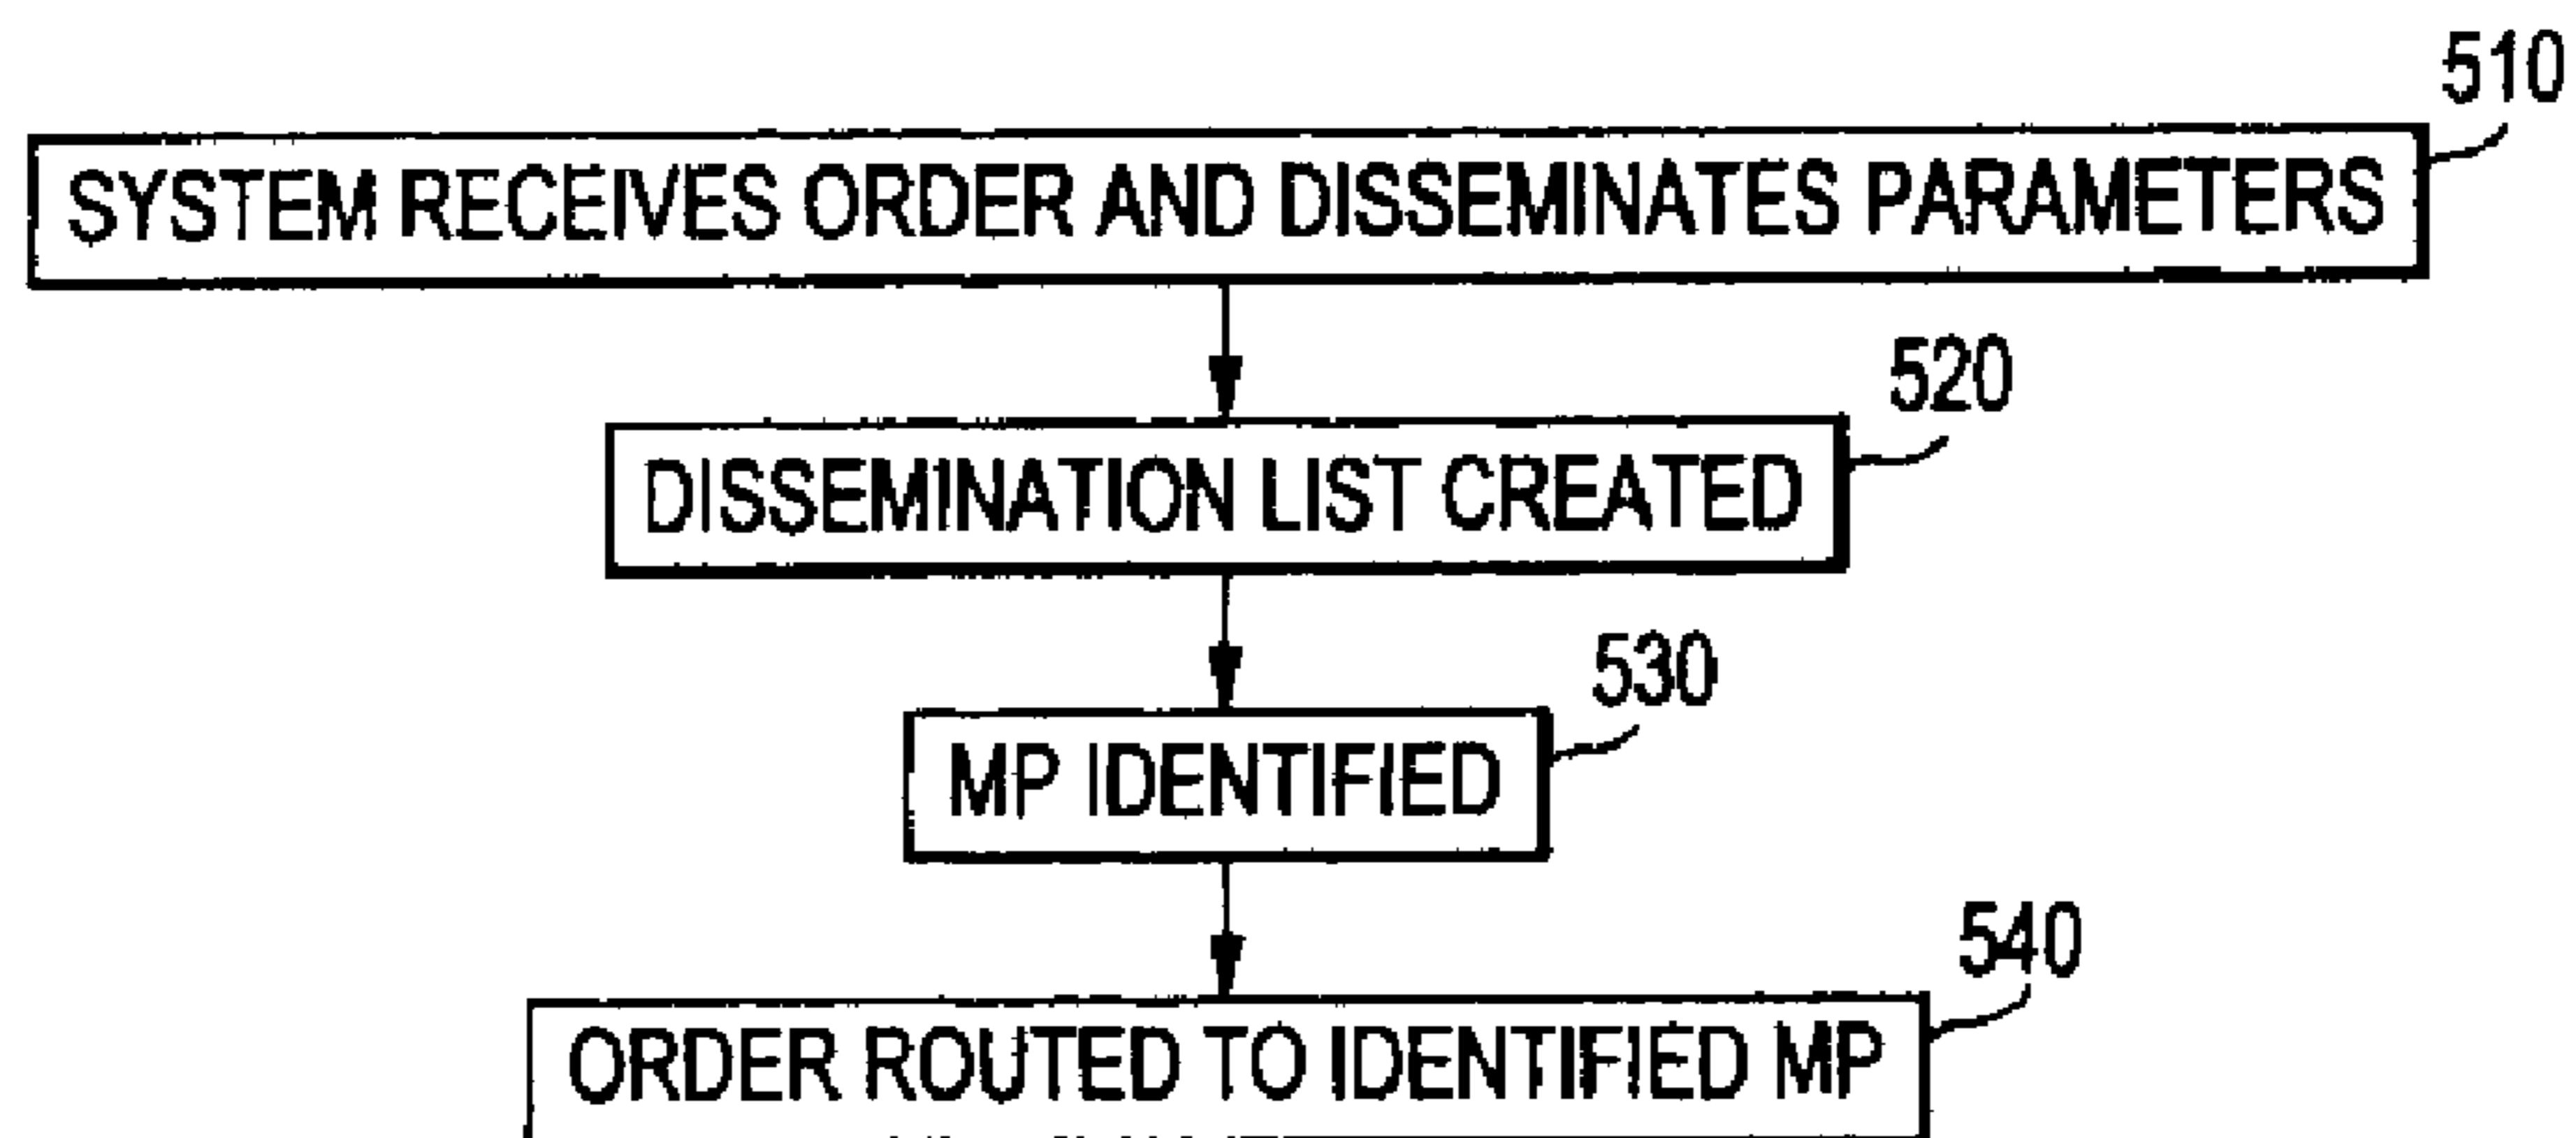 510
SYSTEM RECEIVES ORDER AND DISSEMINATES PARAMETERS
520
DISSEMINATION LIST CREATED
530
MP IDENTIFIED
540
ORDER ROUTED TO IDENTIFIED MP